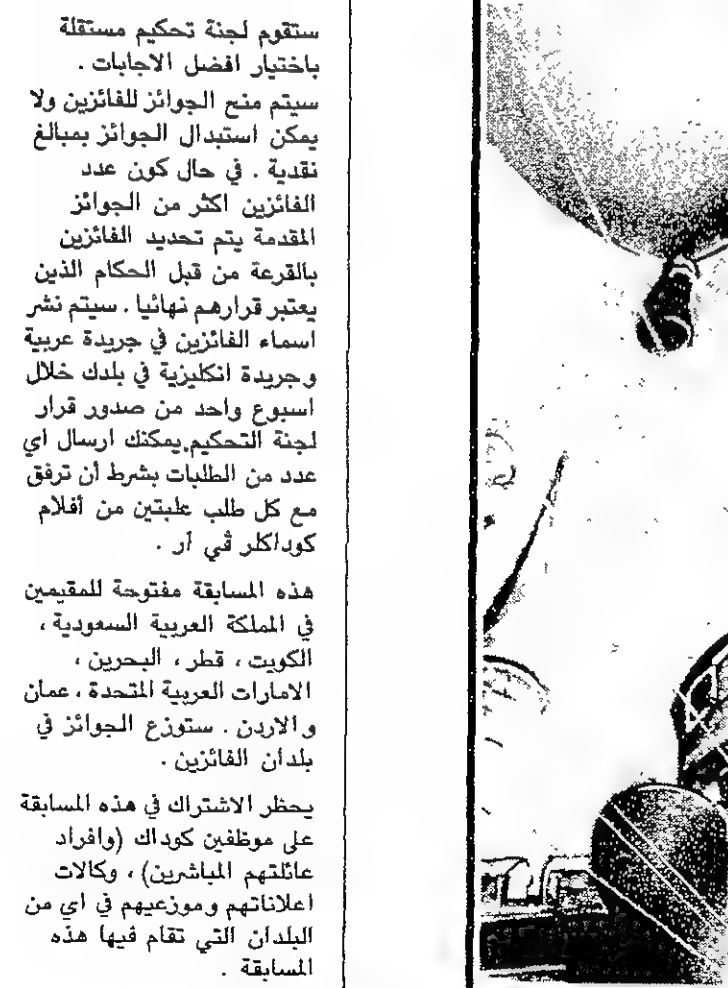 ستقوم لجنة تحكيم مستقلة
باختيار افضل الاجابات .
سيتم منح الجوائز للفائزين ولا
يمكن استبدال الجوائز بمبالغ
نقدية . في حال كون عدد
الفائزين اكثر من الجوائز
المقدمة يتم تحديد الفائزين
بالقرعة من قبل الحكام الذين
يعتبر قرارهم نهائيا . سيتم نشر
اسماء الفائزين في جريدة عربية
وجريدة انكليزية في بلدك خلال
اسبوع واحد من صدور قرار
لجنة التحكيم.يمكنك ارسال اي
عدد من الطلبات بشرط أن ترفق
مع كل طلب علبتين من أفلام
كوداكلر ڤي أر .
هذه المسابقة مفتوحة للمقيمين
في المملكة العربية السعودية ،
الكويت ، قطر ، البحرين ،
الامارات العربية المتحدة ، عمان
والاردن . ستوزع الجوائز في
بلدان الفائزين .
يحظر الاشتراك في هذه المسابقة
على موظفين كوداك (وافراد
عائلتهم المباشرين) ، وكالات
اعلاناتهم وموزعيهم في اي من
البلدان التي تقام فيها هذه
المسابقة .